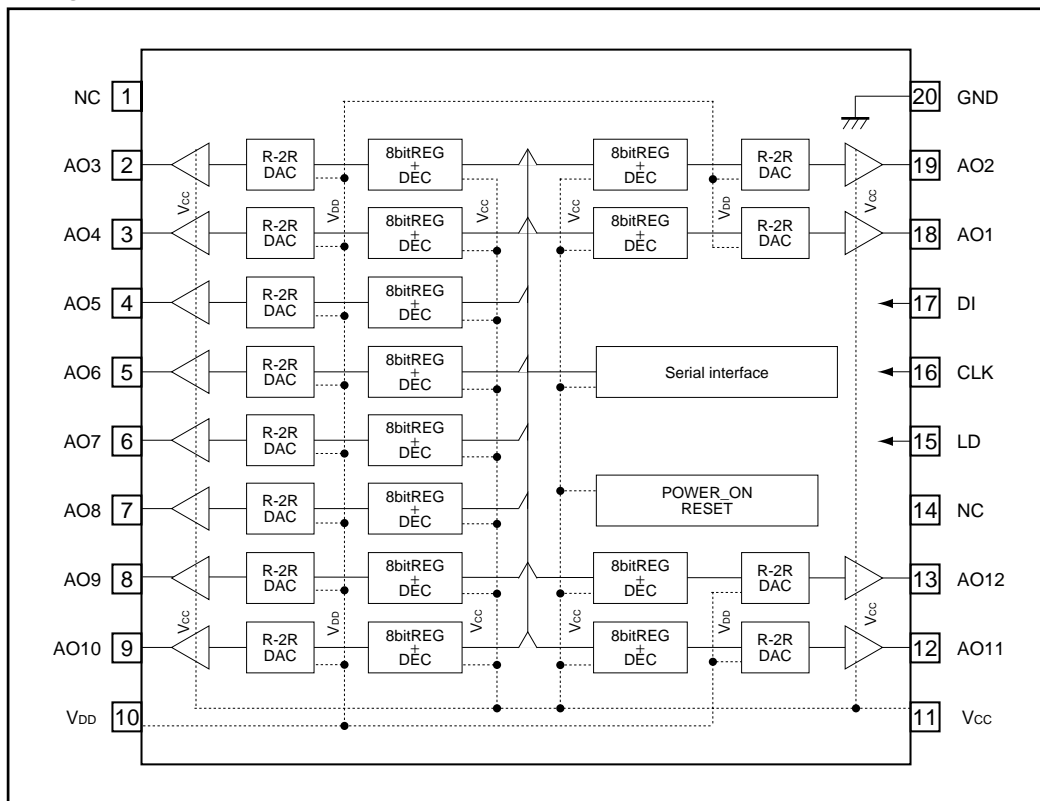 NC 1
20 GND
AO3 2
R-2R
DAC
8bitREG
+
DEC
8bitREG
+
DEC
R-2R
DAC
19 AO2
VCC
VDD
VCC
VCC
VDD
VCC
AO4 3
R-2R
DAC
8bitREG
+
DEC
8bitREG
+
DEC
R-2R
DAC
18 AO1
AO5 4
R-2R
DAC
8bitREG
+
DEC
17 DI
AO6 5
R-2R
DAC
8bitREG
+
DEC
Serial interface
16 CLK
AO7 6
R-2R
DAC
8bitREG
+
DEC
15 LD
AO8 7
R-2R
DAC
8bitREG
+
DEC
POWER_ON
RESET
14 NC
AO9 8
R-2R
DAC
8bitREG
+
DEC
8bitREG
+
DEC
R-2R
DAC
13 AO12
VCC
VDD
VCC
VCC
VDD
VCC
AO10 9
R-2R
DAC
8bitREG
+
DEC
8bitREG
+
DEC
R-2R
DAC
12 AO11
VDD 10
11 VCC